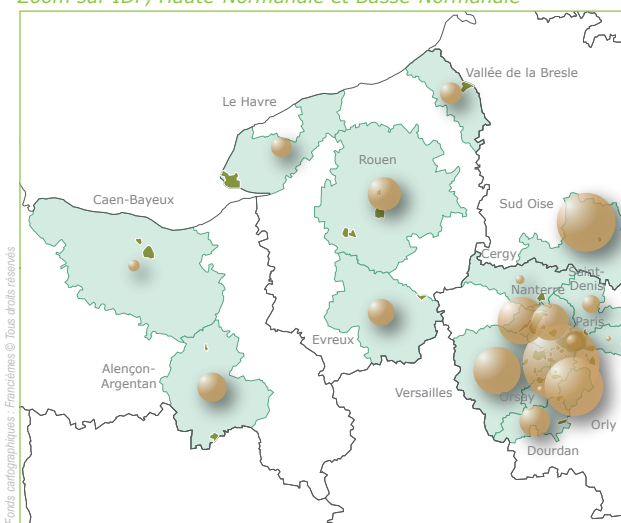 Zoom sur IDF, Haute Normandie et Basse Normandie
Vallée de la Bresle
Le Havre
Rouen
Caen-Bayeux
Sud Oise
Cergy
Saint-
Denis
Nanterre
Paris
Evreux
Alençon-
Argentan
Versailles
Orsay
Orly
Dourdan
Fonds cartographiques : Francièmes © Tous droits réservés